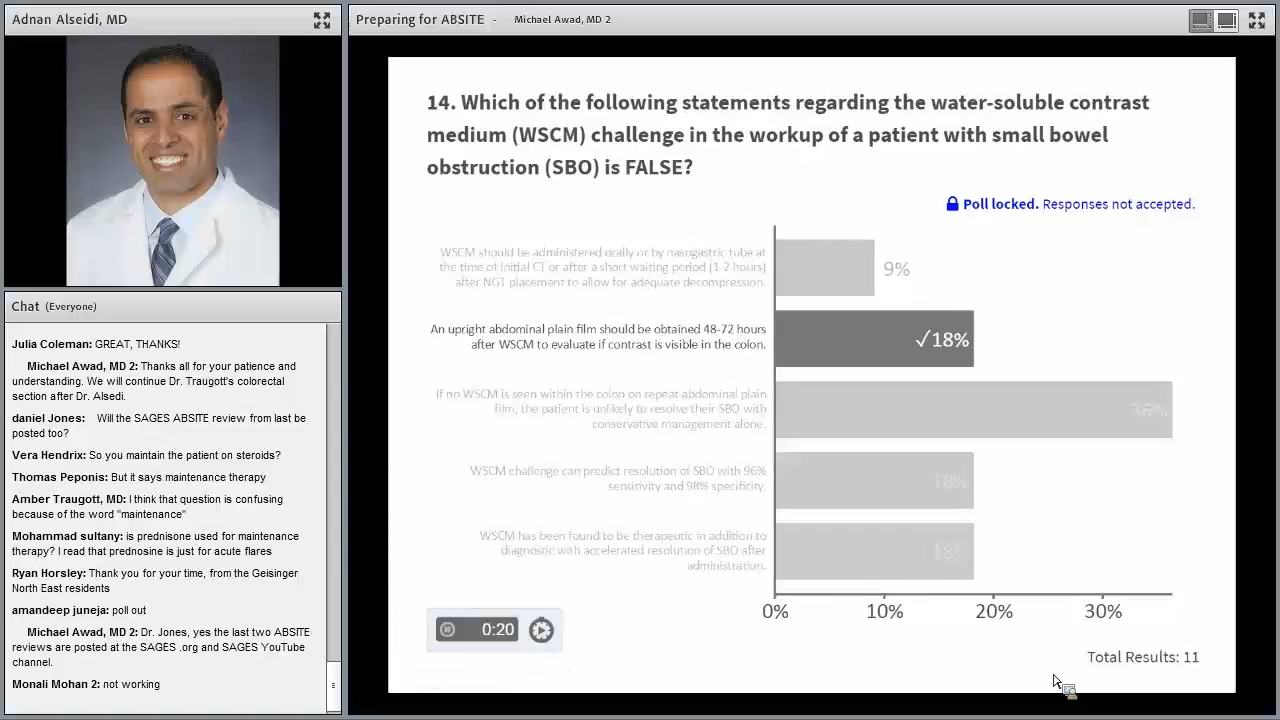 Adnan Alseidi, MD
Preparing for ABSITE - Michael Awad, MD 2
14. Which of the following statements regarding the water-soluble contrast
medium (WSCM) challenge in the workup of a patient with small bowel
obstruction (SBO) is FALSE?
Poll locked. Responses not accepted.
WSCM should be administered orally or by nasogastric tube at
the time of initial CT or after a short waiting period (1-2 hours)
after NGT placement to allow for adequate decompression.
9%
An upright abdominal plain film should be obtained 48-72 hours
after WSCM to evaluate if contrast is visible in the colon.
✓18%
If no WSCM is seen within the colon on repeat abdominal plain
film, the patient is unlikely to resolve their SBO with
conservative management alone.
WSCM challenge can predict resolution of SBO with 96%
sensitivity and 98% specificity.
18%
WSCM has been found to be therapeutic in addition to
diagnostic with accelerated resolution of SBO after
administration.
18%
0% 10% 20% 30%
0:20
Total Results: 11
Chat (Everyone)
Julia Coleman: GREAT, THANKS!
Michael Awad, MD 2: Thanks all for your patience and
understanding. We will continue Dr. Traugott's colorectal
section after Dr. Alsedi.
daniel Jones: Will the SAGES ABSITE review from last be
posted too?
Vera Hendrix: So you maintain the patient on steroids?
Thomas Peponis: But it says maintenance therapy
Amber Traugott, MD: I think that question is confusing
because of the word "maintenance"
Mohammad sultany: is prednisone used for maintenance
therapy? I read that prednosine is just for acute flares
Ryan Horsley: Thank you for your time, from the Geisinger
North East residents
amandeep juneja: poll out
Michael Awad, MD 2: Dr. Jones, yes the last two ABSITE
reviews are posted at the SAGES .org and SAGES YouTube
channel.
Monali Mohan 2: not working